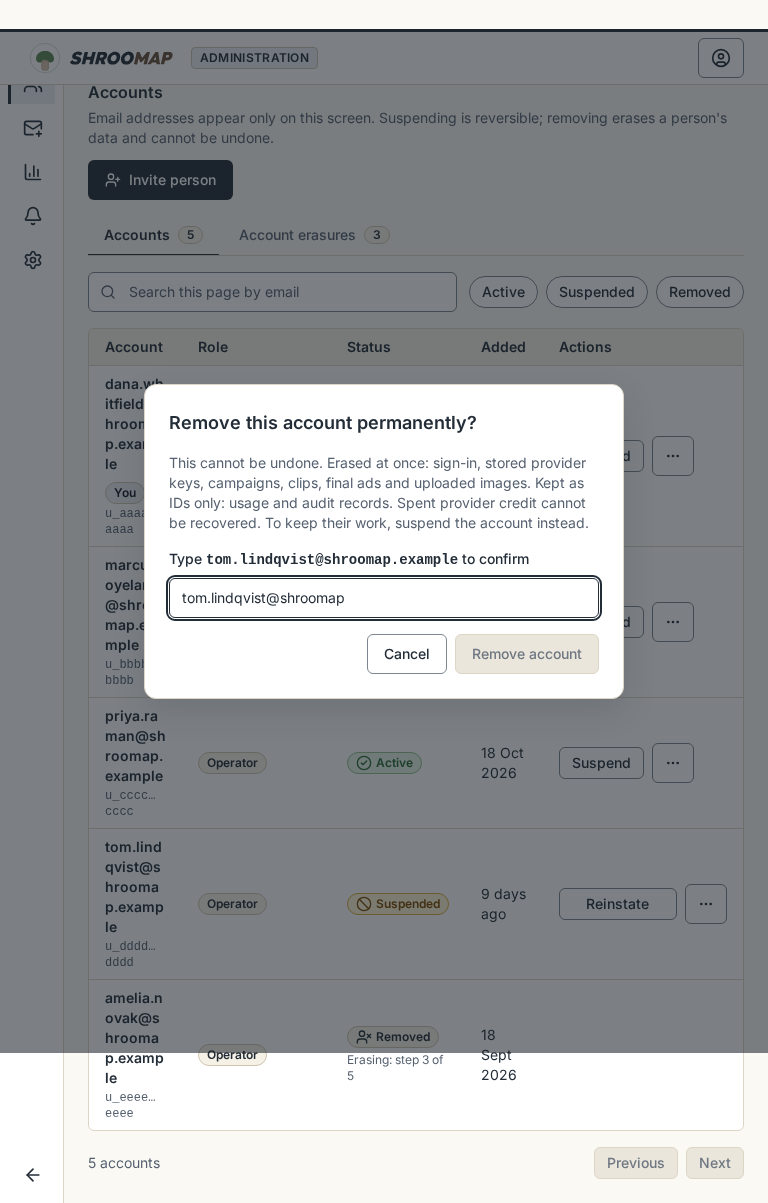 SHROOMAP ADMINISTRATION
Accounts
Email addresses appear only on this screen. Suspending is reversible; removing erases a person's
data and cannot be undone.
Invite person
Accounts 5 Account erasures 3
Search this page by email Active Suspended Removed
Account Role Status Added Actions
dana.wh
itfield
hroom
p.exa
le
You
u_aaaa
aaaa
Remove this account permanently?
This cannot be undone. Erased at once: sign-in, stored provider
keys, campaigns, clips, final ads and uploaded images. Kept as
IDs only: usage and audit records. Spent provider credit cannot
be recovered. To keep their work, suspend the account instead.
Type tom.lindqvist@shroomap.example to confirm
tom.lindqvist@shroomap
Cancel Remove account
marcu
oyelar
@shro
map.e
mple
u_bbbb
bbbb
priya.ra
man@sh
roomap.
example
u_cccc…
cccc
Operator
Active
18 Oct
2026
Suspend
tom.lind
qvist@s
hrooma
p.examp
le
u_dddd…
dddd
Operator
Suspended
9 days
ago
Reinstate
amelia.n
ovak@s
hrooma
p.examp
le
u_eeee…
eeee
Operator
Removed
Erasing: step 3 of
5
18
Sept
2026
5 accounts Previous Next